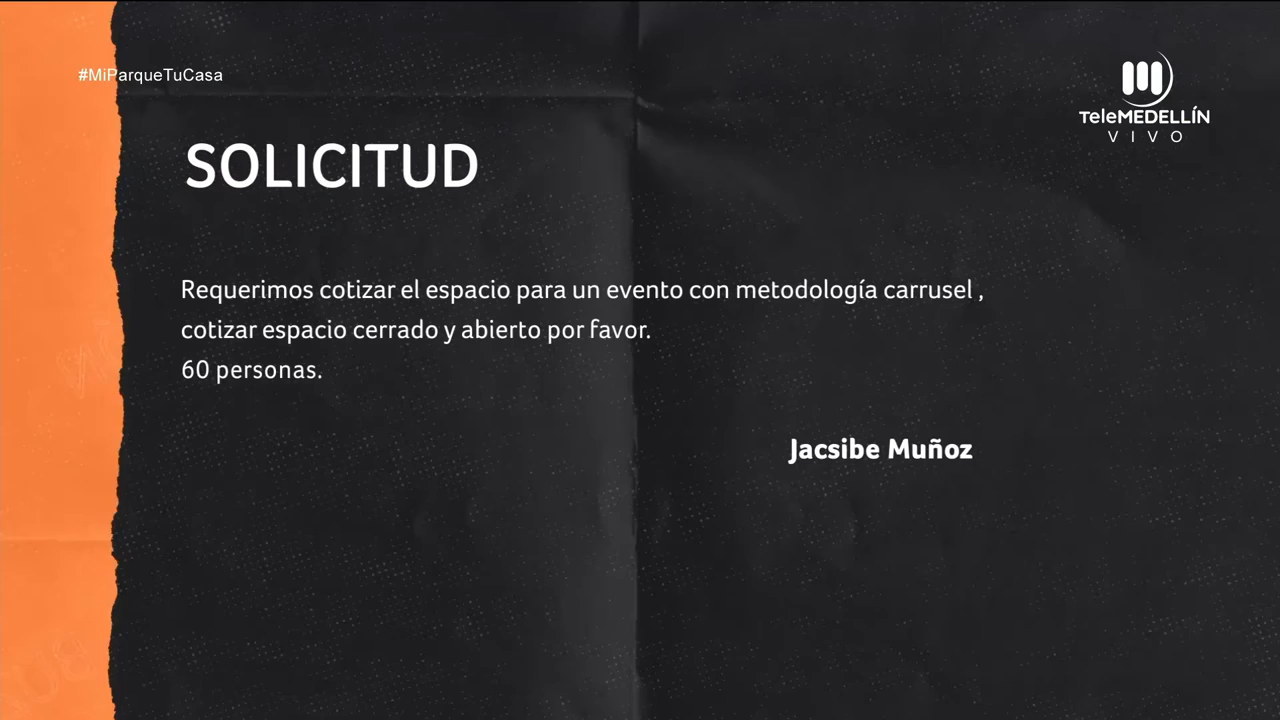 #MiParqueTuCasa
TeleMEDELLÍN
VIVO
SOLICITUD
Requerimos cotizar el espacio para un evento con metodología carrusel ,
cotizar espacio cerrado y abierto por favor.
60 personas.
Jacsibe Muñoz